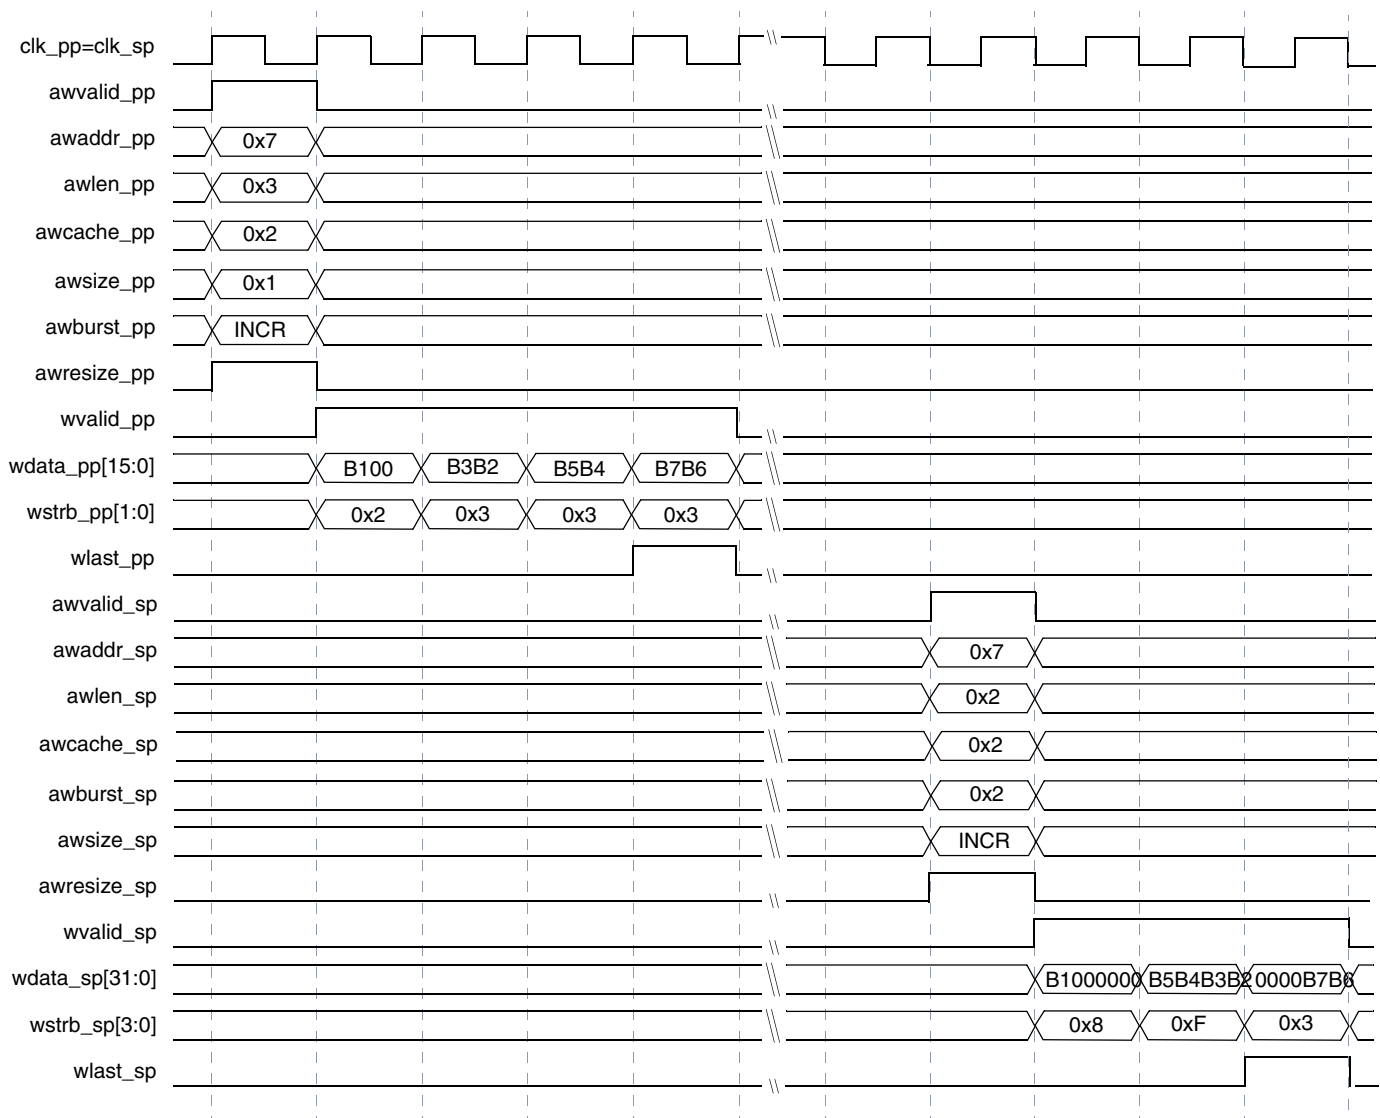 clk_pp=clk_sp
awvalid_pp
awaddr_pp 0x7
awlen_pp 0x3
awcache_pp 0x2
awsize_pp 0x1
awburst_pp INCR
awresize_pp
wvalid_pp
wdata_pp[15:0] B100 B3B2 B5B4 B7B6
wstrb_pp[1:0] 0x2 0x3 0x3 0x3
wlast_pp
awvalid_sp
awaddr_sp 0x7
awlen_sp 0x2
awcache_sp 0x2
awburst_sp 0x2
awsize_sp INCR
awresize_sp
wvalid_sp
wdata_sp[31:0] B1000000 B5B4B3B2 0000B7B6
wstrb_sp[3:0] 0x8 0xF 0x3
wlast_sp